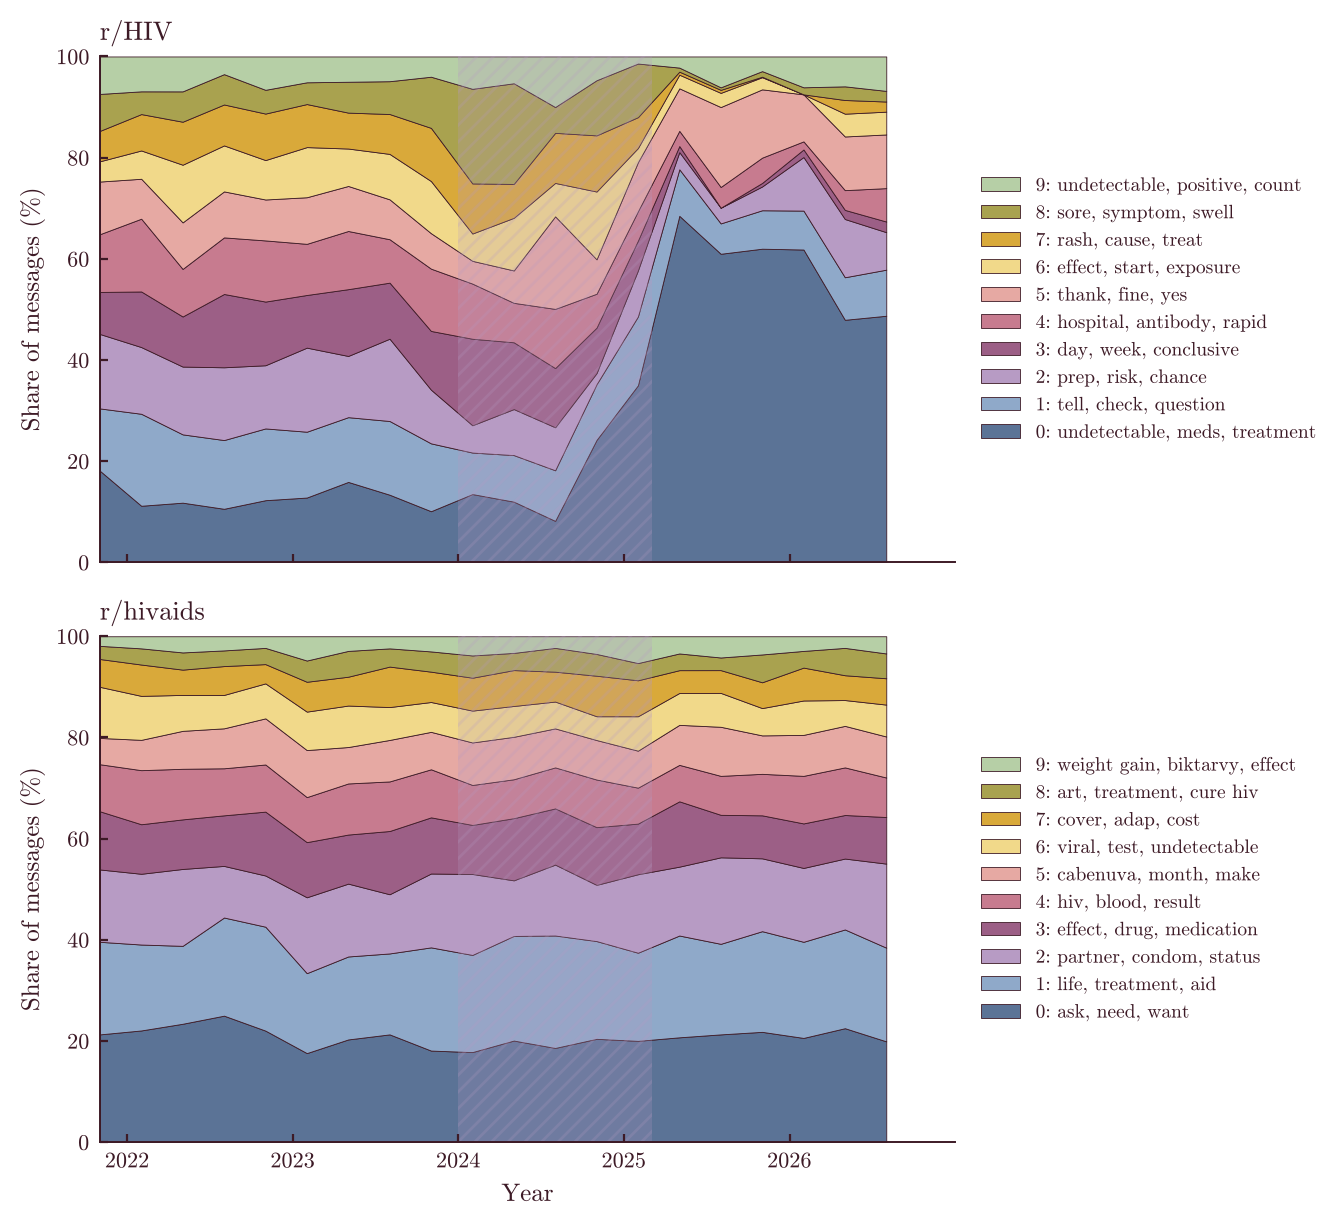 r/HIV
100
80
60
40
20
0
Share of messages (%)
9: undetectable, positive, count
8: sore, symptom, swell
7: rash, cause, treat
6: effect, start, exposure
5: thank, fine, yes
4: hospital, antibody, rapid
3: day, week, conclusive
2: prep, risk, chance
1: tell, check, question
0: undetectable, meds, treatment
r/hivaids
100
80
60
40
20
0
Share of messages (%)
9: weight gain, biktarvy, effect
8: art, treatment, cure hiv
7: cover, adap, cost
6: viral, test, undetectable
5: cabenuva, month, make
4: hiv, blood, result
3: effect, drug, medication
2: partner, condom, status
1: life, treatment, aid
0: ask, need, want
2022 2023 2024 2025 2026
Year